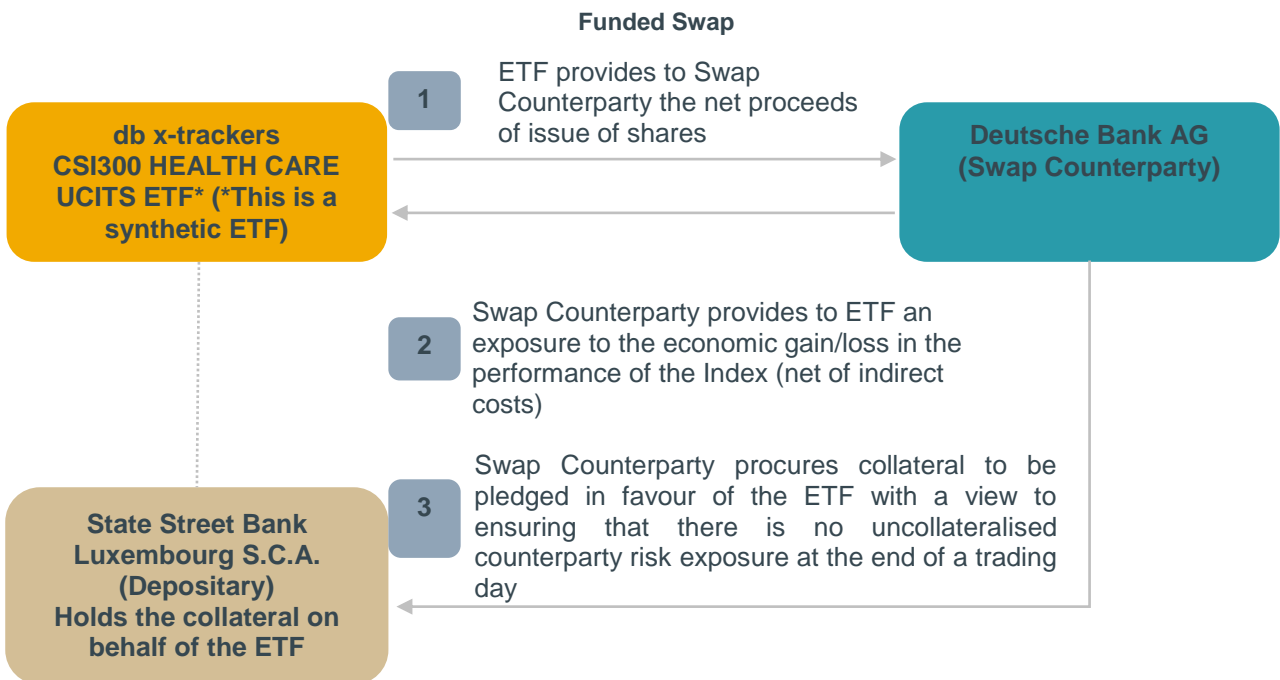 Funded Swap
1
ETF provides to Swap
Counterparty the net proceeds
of issue of shares
db x-trackers
CSI300 HEALTH CARE
UCITS ETF* (*This is a
synthetic ETF)
Deutsche Bank AG
(Swap Counterparty)
2
Swap Counterparty provides to ETF an
exposure to the economic gain/loss in the
performance of the Index (net of indirect
costs)
3
Swap Counterparty procures collateral to be
pledged in favour of the ETF with a view to
ensuring that there is no uncollateralised
counterparty risk exposure at the end of a trading
day
State Street Bank
Luxembourg S.C.A.
(Depositary)
Holds the collateral on
behalf of the ETF